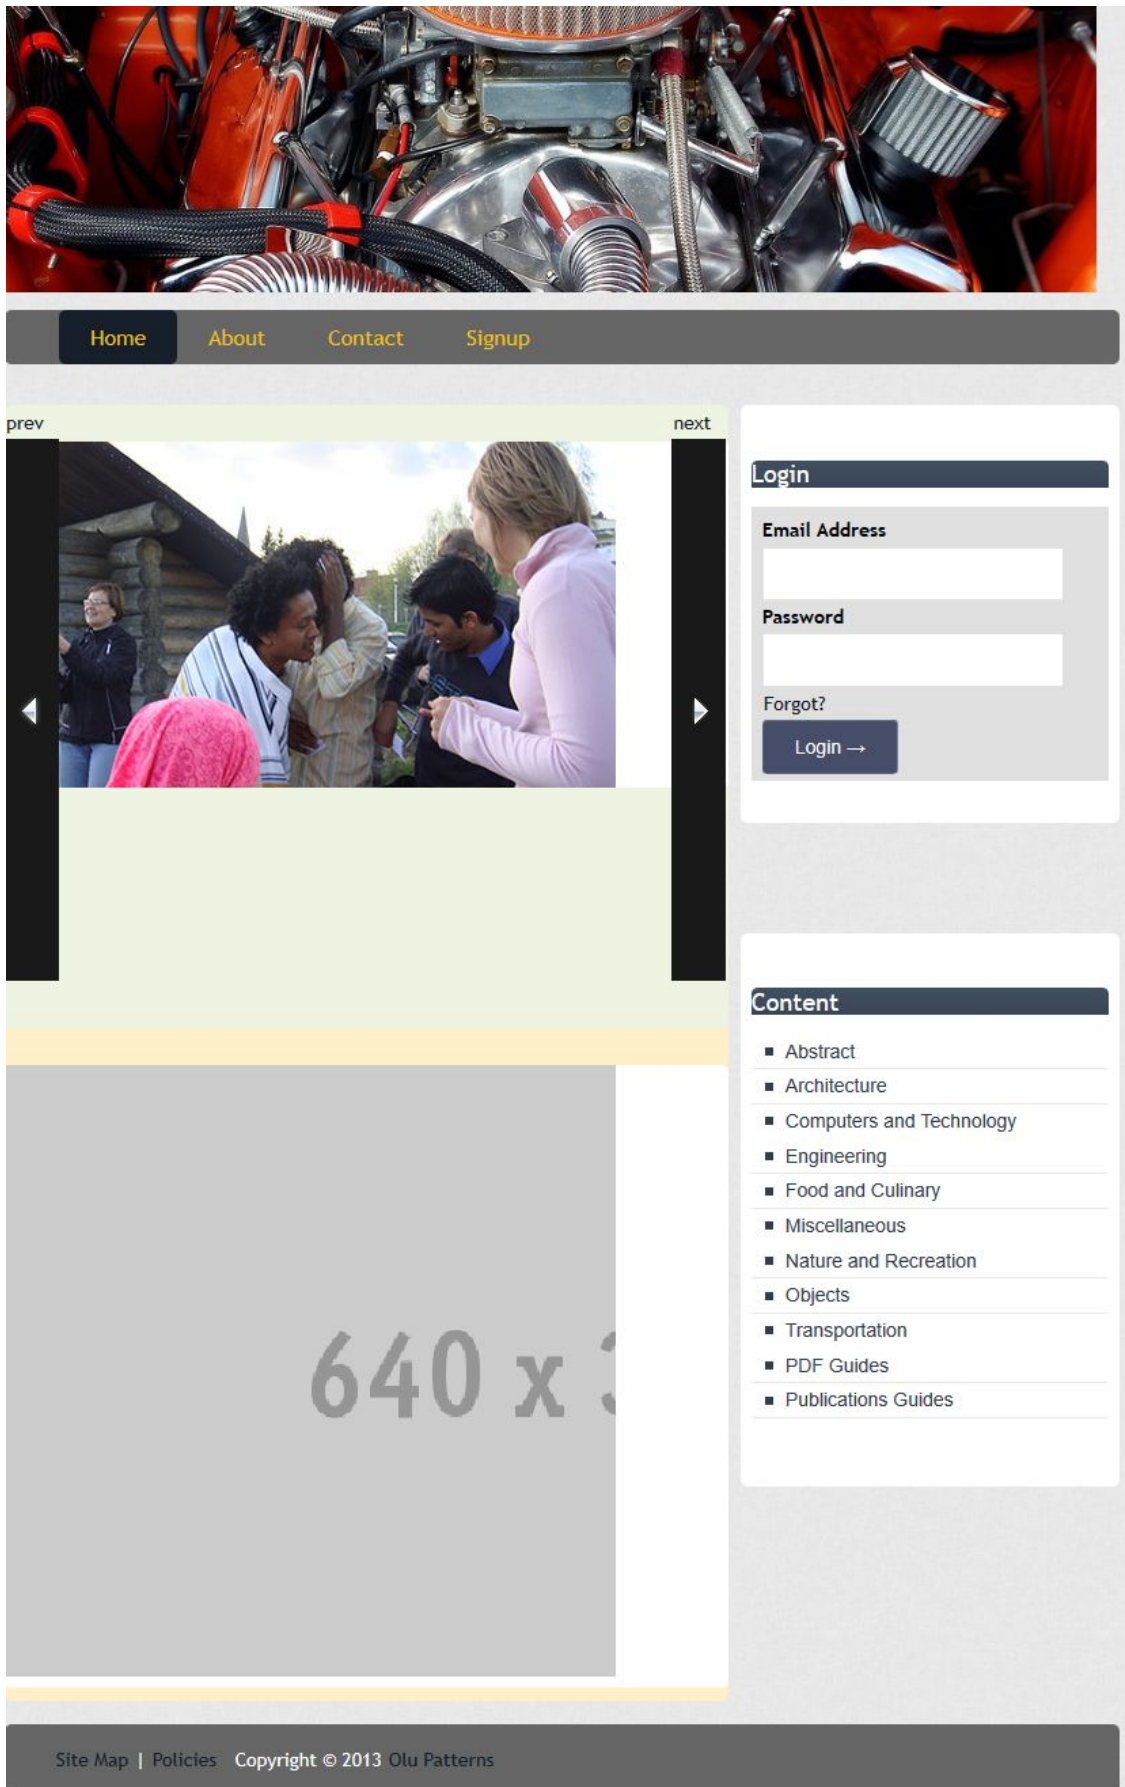 Home About Contact Signup
prev next
Login
Email Address
Password
Forgot?
Login →
Content
Abstract
Architecture
Computers and Technology
Engineering
Food and Culinary
Miscellaneous
Nature and Recreation
Objects
Transportation
PDF Guides
Publications Guides
640 x
Site Map | Policies Copyright © 2013 Olu Patterns